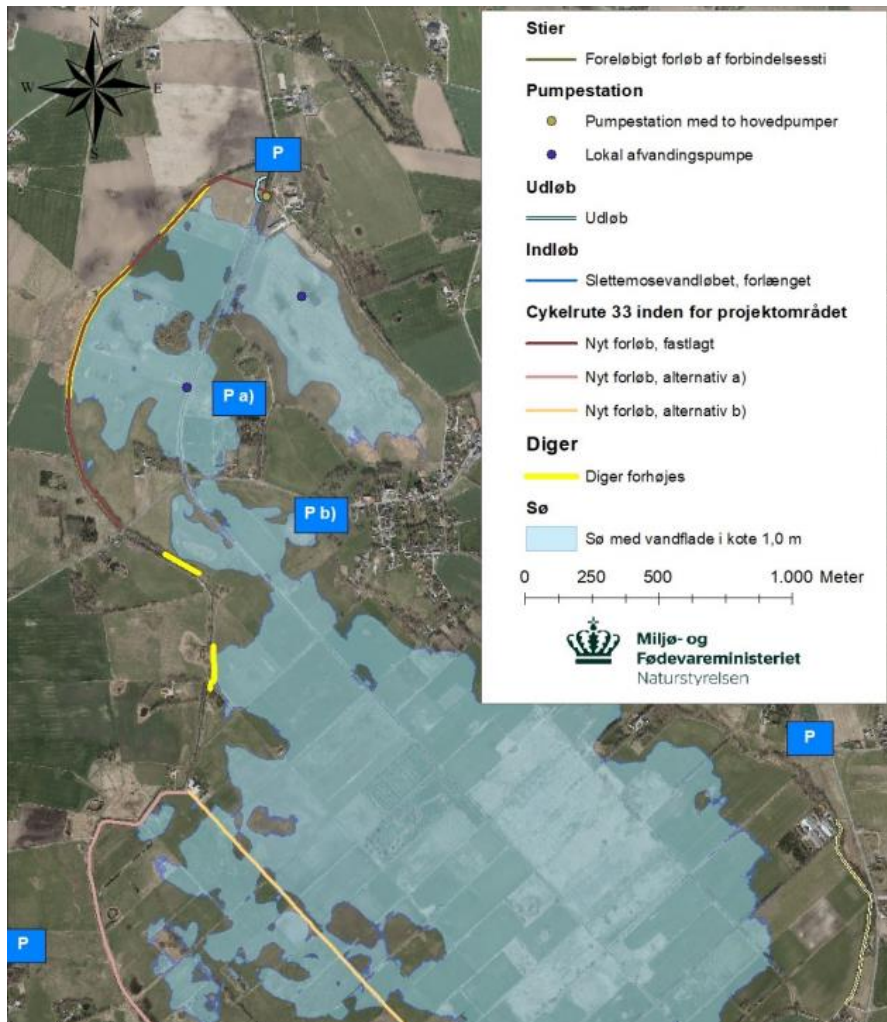 N
W
E
S
P
P a)
P b)
P
P
Stier
Foreløbigt forløb af forbindelsessti
Pumpestation
Pumpestation med to hovedpumper
Lokal afvandingspumpe
Udløb
Udløb
Indløb
Slettemosevandløbet, forlænget
Cykelrute 33 inden for projektområdet
Nyt forløb, fastlagt
Nyt forløb, alternativ a)
Nyt forløb, alternativ b)
Diger
Diger forhøjes
Sø
Sø med vandflade i kote 1,0 m
0 250 500 1.000 Meter
Miljø- og
Fødevareministeriet
Naturstyrelsen